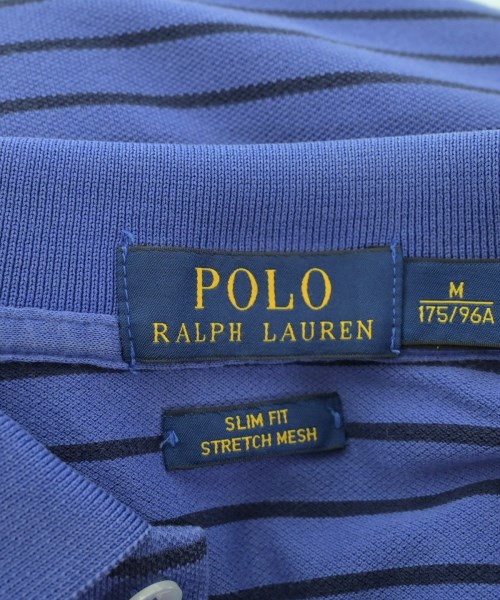 POLO
RALPH LAUREN
M
175/96A
SLIM FIT
STRETCH MESH